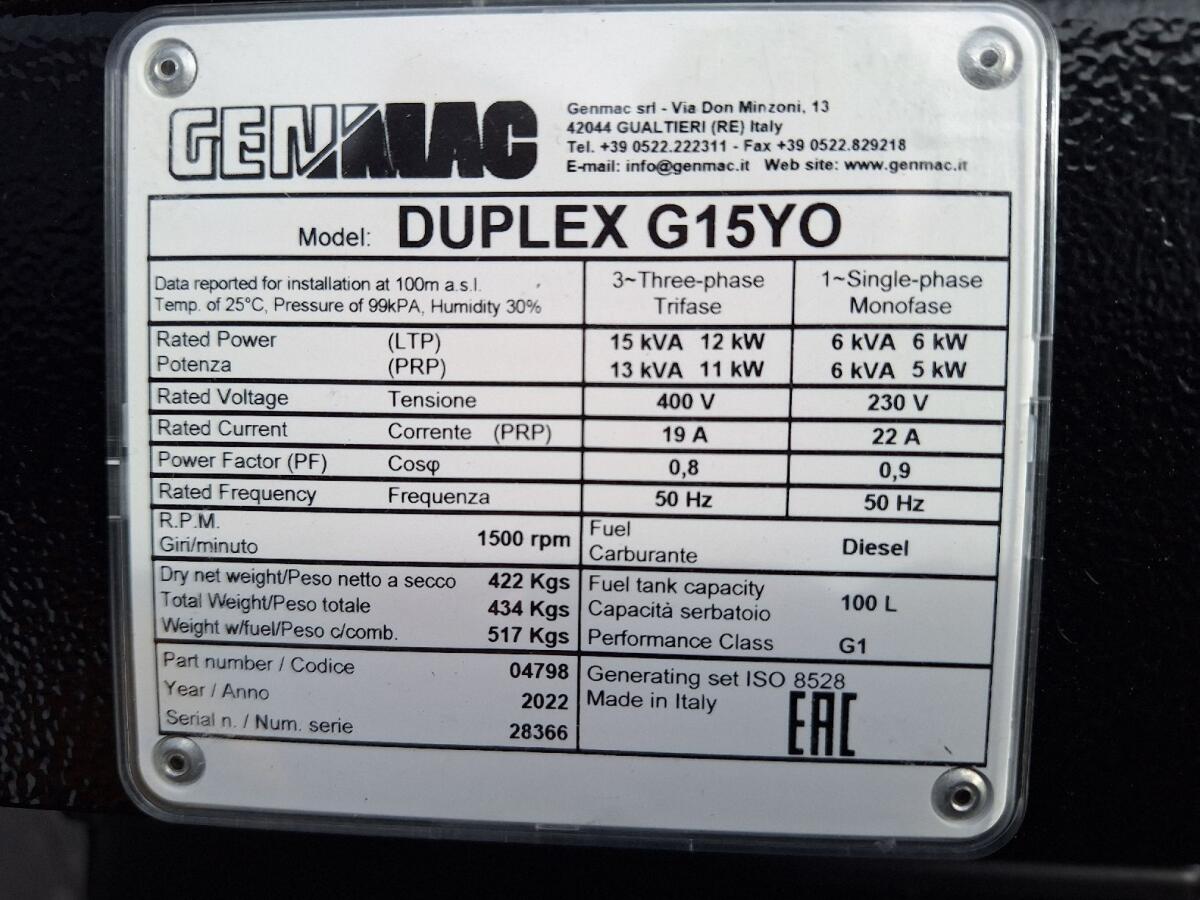 GENMAC
Genmac srl - Via Don Minzoni, 13
42044 GUALTIERI (RE) Italy
Tel. +39 0522.222311 - Fax +39 0522.829218
E-mail: info@genmac.it Web site: www.genmac.it
Model: DUPLEX G15YO
Data reported for installation at 100m a.s.l.
Temp. of 25°C, Pressure of 99kPA, Humidity 30%
3~Three-phase
Trifase
1~Single-phase
Monofase
Rated Power (LTP) 15 kVA 12 kW 6 kVA 6 kW
Potenza (PRP) 13 kVA 11 kW 6 kVA 5 kW
Rated Voltage Tensione 400 V 230 V
Rated Current Corrente (PRP) 19 A 22 A
Power Factor (PF) Cosφ 0,8 0,9
Rated Frequency Frequenza 50 Hz 50 Hz
R.P.M.
Giri/minuto 1500 rpm
Fuel
Carburante Diesel
Dry net weight/Peso netto a secco 422 Kgs
Total Weight/Peso totale 434 Kgs
Weight w/fuel/Peso c/comb. 517 Kgs
Fuel tank capacity
Capacità serbatoio 100 L
Performance Class G1
Part number / Codice 04798
Year / Anno 2022
Serial n. / Num. serie 28366
Generating set ISO 8528
Made in Italy
EAC